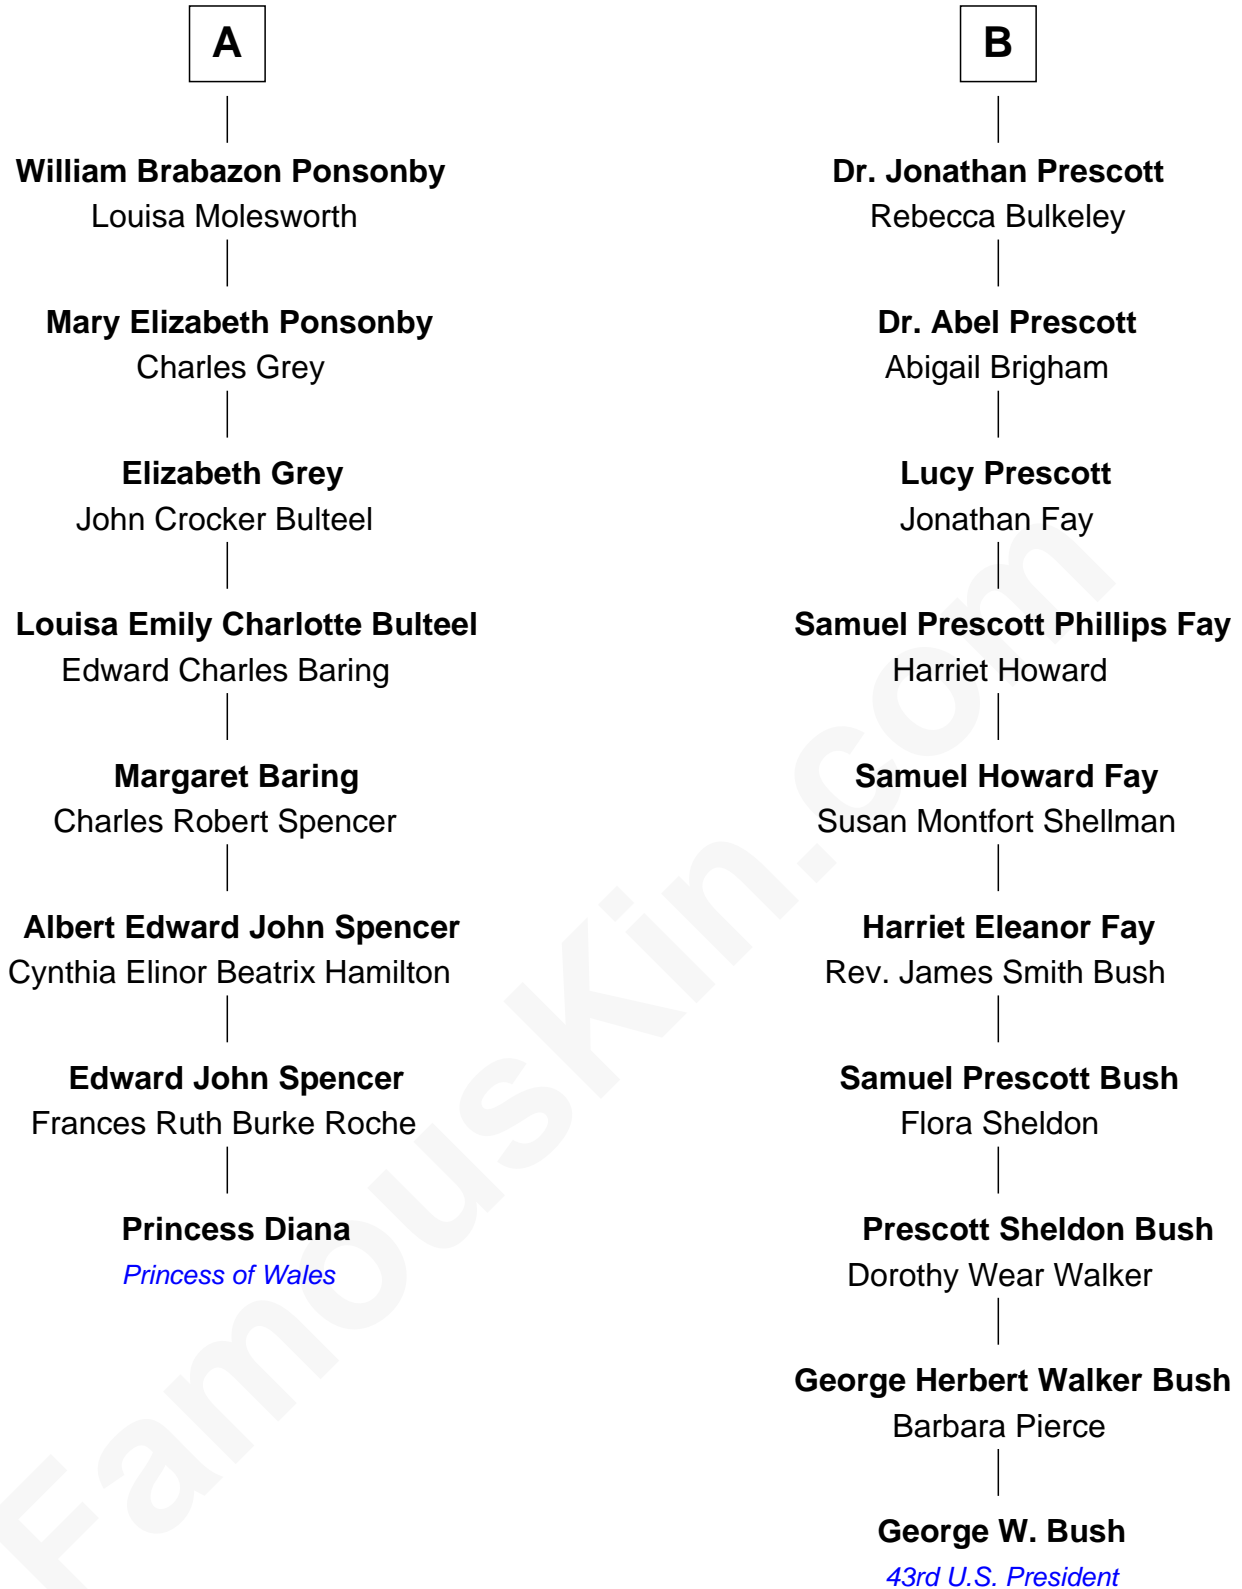 A
William Brabazon Ponsonby
Louisa Molesworth
Mary Elizabeth Ponsonby
Charles Grey
Elizabeth Grey
John Crocker Bulteel
Louisa Emily Charlotte Bulteel
Edward Charles Baring
Margaret Baring
Charles Robert Spencer
Albert Edward John Spencer
Cynthia Elinor Beatrix Hamilton
Edward John Spencer
Frances Ruth Burke Roche
Princess Diana
Princess of Wales
B
Dr. Jonathan Prescott
Rebecca Bulkeley
Dr. Abel Prescott
Abigail Brigham
Lucy Prescott
Jonathan Fay
Samuel Prescott Phillips Fay
Harriet Howard
Samuel Howard Fay
Susan Montfort Shellman
Harriet Eleanor Fay
Rev. James Smith Bush
Samuel Prescott Bush
Flora Sheldon
Prescott Sheldon Bush
Dorothy Wear Walker
George Herbert Walker Bush
Barbara Pierce
George W. Bush
43rd U.S. President
FamousKin.com